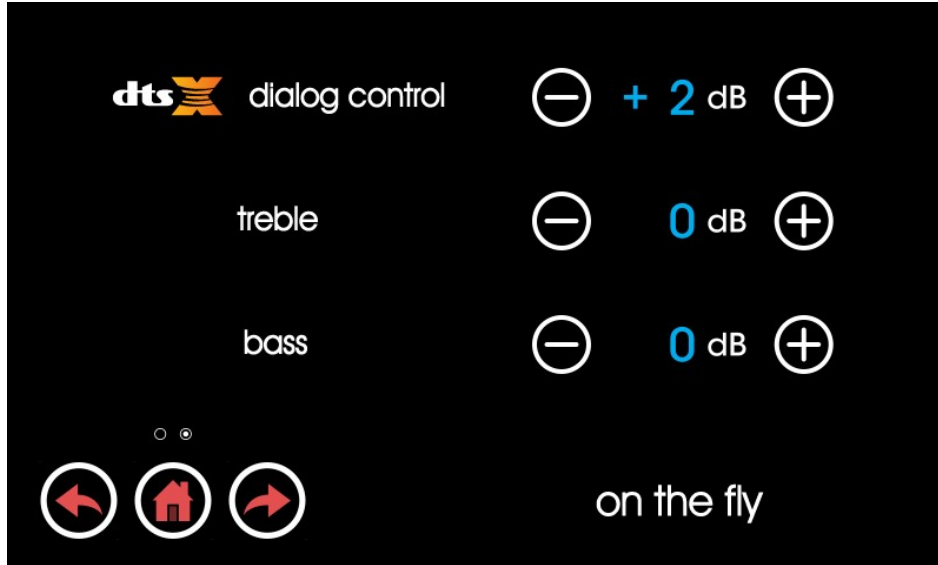 dts X dialog control + 2 dB
treble 0 dB
bass 0 dB
on the fly